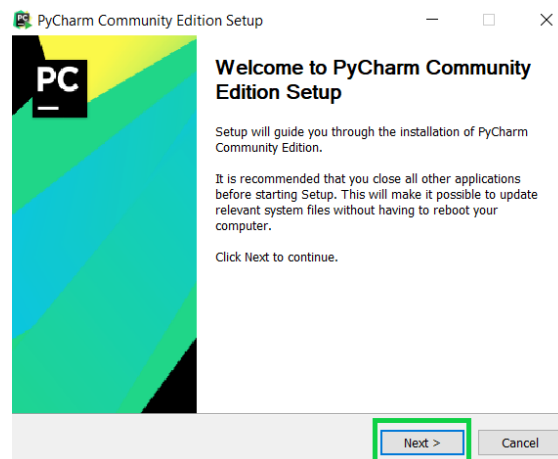 PyCharm Community Edition Setup
PC
Welcome to PyCharm Community
Edition Setup
Setup will guide you through the installation of PyCharm
Community Edition.
It is recommended that you close all other applications
before starting Setup. This will make it possible to update
relevant system files without having to reboot your
computer.
Click Next to continue.
Next >
Cancel